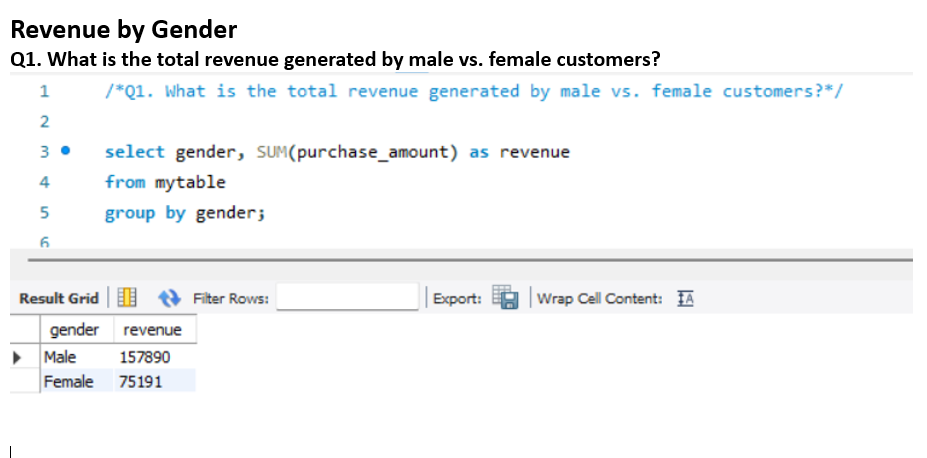 Revenue by Gender
Q1. What is the total revenue generated by male vs. female customers?
1 /*Q1. What is the total revenue generated by male vs. female customers?*/
2
3 select gender, SUM(purchase_amount) as revenue
4 from mytable
5 group by gender;
6
Result Grid Filter Rows: Export: Wrap Cell Content: IA
gender revenue
Male 157890
Female 75191